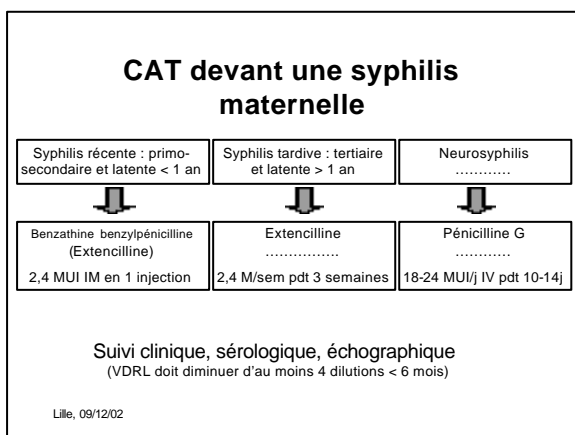 CAT devant une syphilis
maternelle
Syphilis récente : primo-
secondaire et latente < 1 an
Syphilis tardive : tertiaire
et latente > 1 an
Neurosyphilis
............
Benzathine benzylpénicilline
(Extencilline)
2,4 MUI IM en 1 injection
Extencilline
................
2,4 M/sem pdt 3 semaines
Pénicilline G
............
18-24 MUI/j IV pdt 10-14j
Suivi clinique, sérologique, échographique
(VDRL doit diminuer d'au moins 4 dilutions < 6 mois)
Lille, 09/12/02